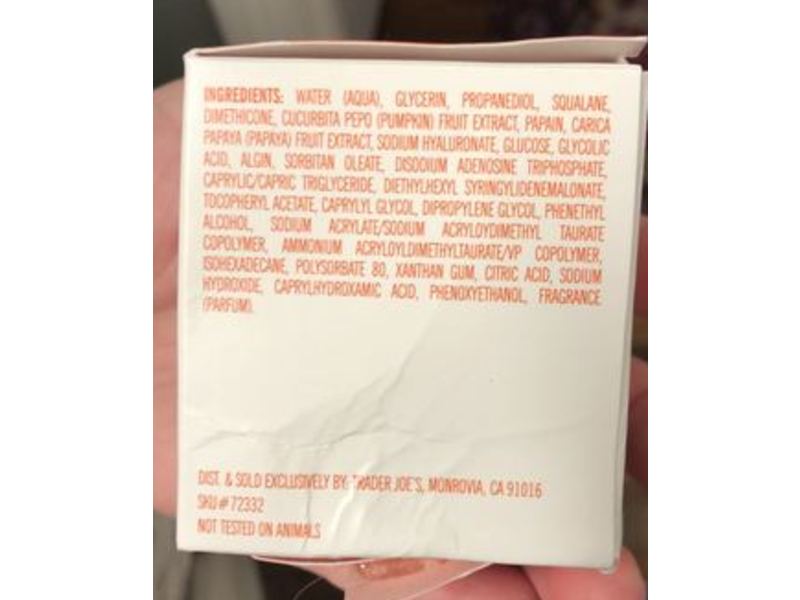 INGREDIENTS: WATER (AQUA), GLYCERIN, PROPANEDIOL, SQUALANE,
DIMETHICONE, CUCURBITA PEPO (PUMPKIN) FRUIT EXTRACT, PAPAIN, CARICA
PAPAYA (PAPAYA) FRUIT EXTRACT, SODIUM HYALURONATE, GLUCOSE, GLYCOLIC
ACID, ALGIN, SORBITAN OLEATE, DISODIUM ADENOSINE TRIPHOSPHATE,
CAPRYLIC/CAPRIC TRIGLYCERIDE, DIETHYLHEXYL SYRINGYLIDENEMALONATE,
TOCOPHERYL ACETATE, CAPRYLYL GLYCOL, DIPROPYLENE GLYCOL, PHENETHYL
ALCOHOL, SODIUM ACRYLATE/SODIUM ACRYLOYDIMETHYL TAURATE
COPOLYMER, AMMONIUM ACRYLOYLDIMETHYLTAURATE/VP COPOLYMER,
ISOHEXADECANE, POLYSORBATE 80, XANTHAN GUM, CITRIC ACID, SODIUM
HYDROXIDE, CAPRYLHYDROXAMIC ACID, PHENOXYETHANOL, FRAGRANCE
(PARFUM).
DIST. & SOLD EXCLUSIVELY BY: TRADER JOE'S, MONROVIA, CA 91016
SKU# 72332
NOT TESTED ON ANIMALS